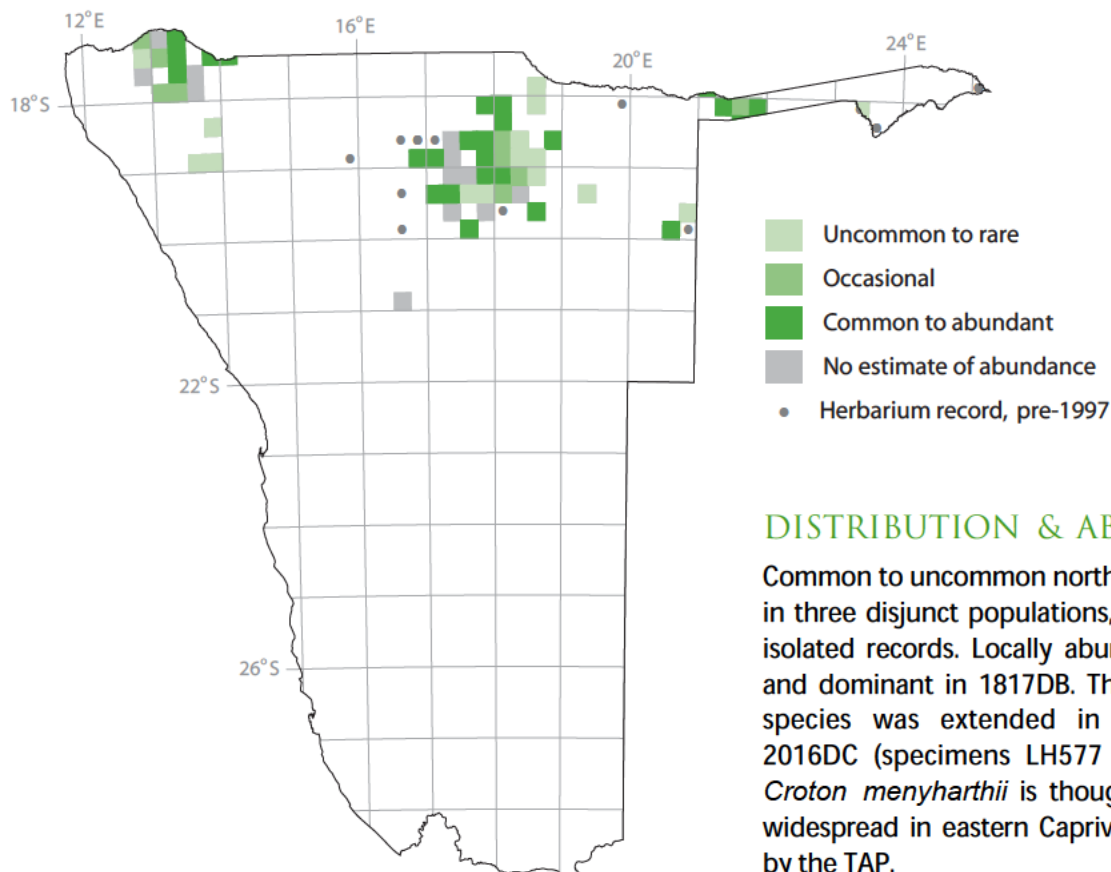 12°E
16°E
20°E
24°E
18°S
22°S
26°S
Uncommon to rare
Occasional
Common to abundant
No estimate of abundance
Herbarium record, pre-1997
DISTRIBUTION & AB
Common to uncommon north
in three disjunct populations,
isolated records. Locally abun
and dominant in 1817DB. Th
species was extended in
2016DC (specimens LH577
Croton menyharthii is thoug
widespread in eastern Capriv
by the TAP.